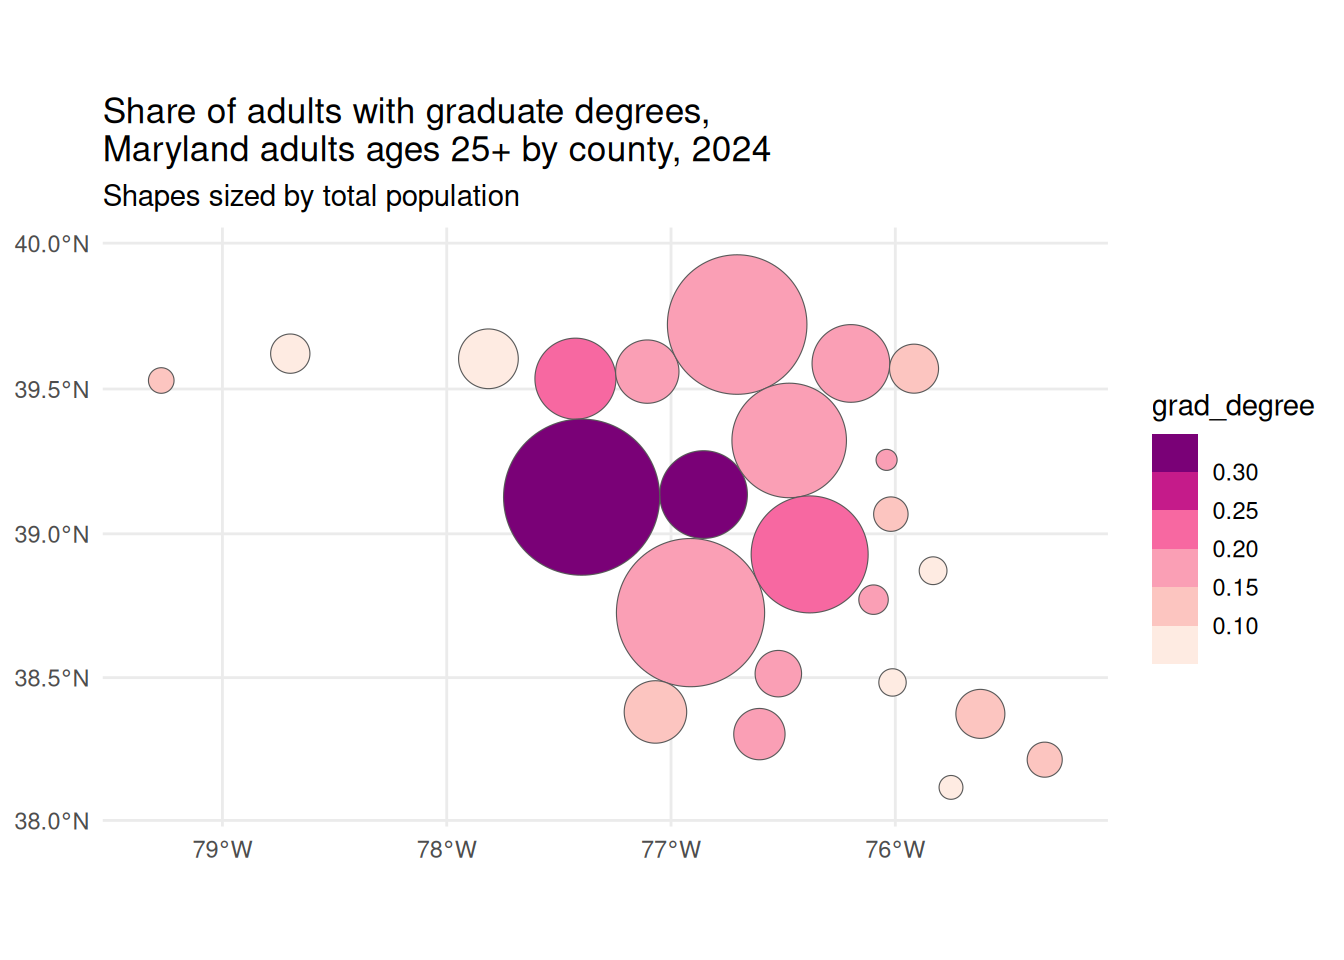 Share of adults with graduate degrees,
Maryland adults ages 25+ by county, 2024
Shapes sized by total population
40.0°N
39.5°N
39.0°N
38.5°N
38.0°N
79°W
78°W
77°W
76°W
grad_degree
0.30
0.25
0.20
0.15
0.10